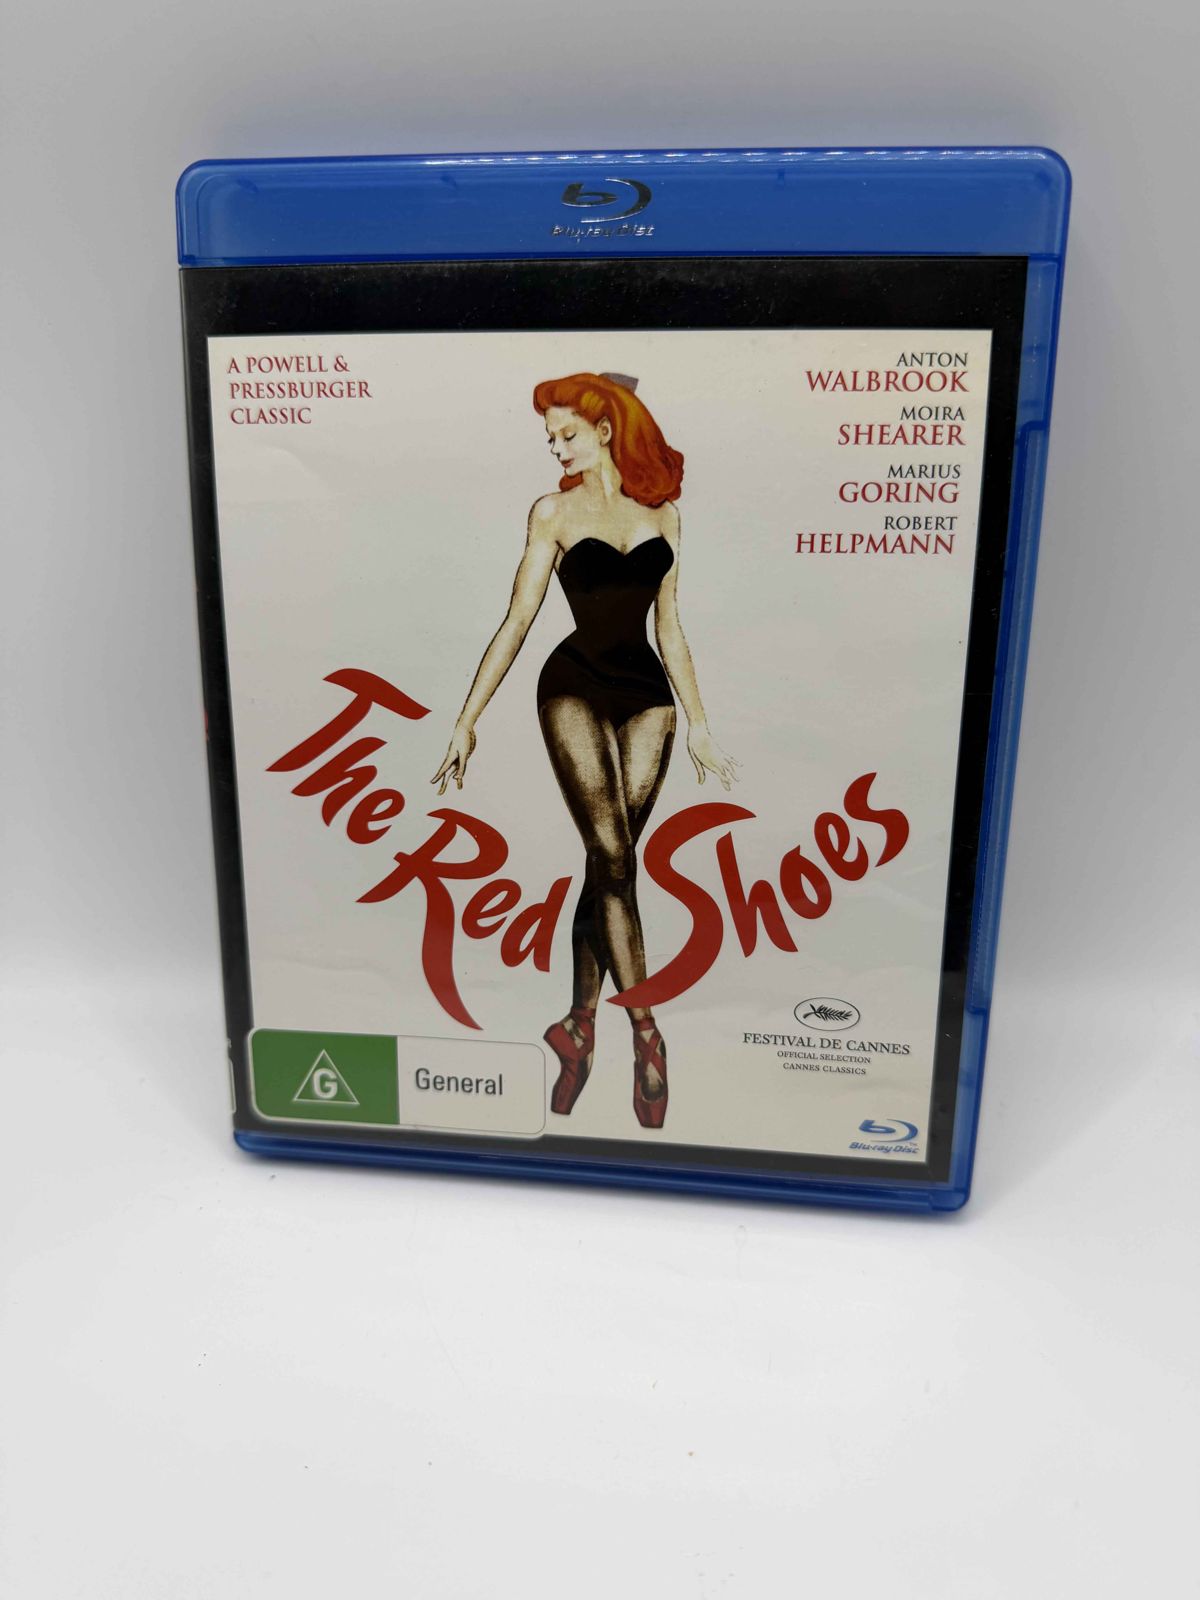 Blu-ray Disc
A POWELL &
PRESSBURGER
CLASSIC
ANTON
WALBROOK
MOIRA
SHEARER
MARIUS
GORING
ROBERT
HELPMANN
The Red Shoes
FESTIVAL DE CANNES
OFFICIAL SELECTION
CANNES CLASSICS
G
General
Blu-ray Disc™